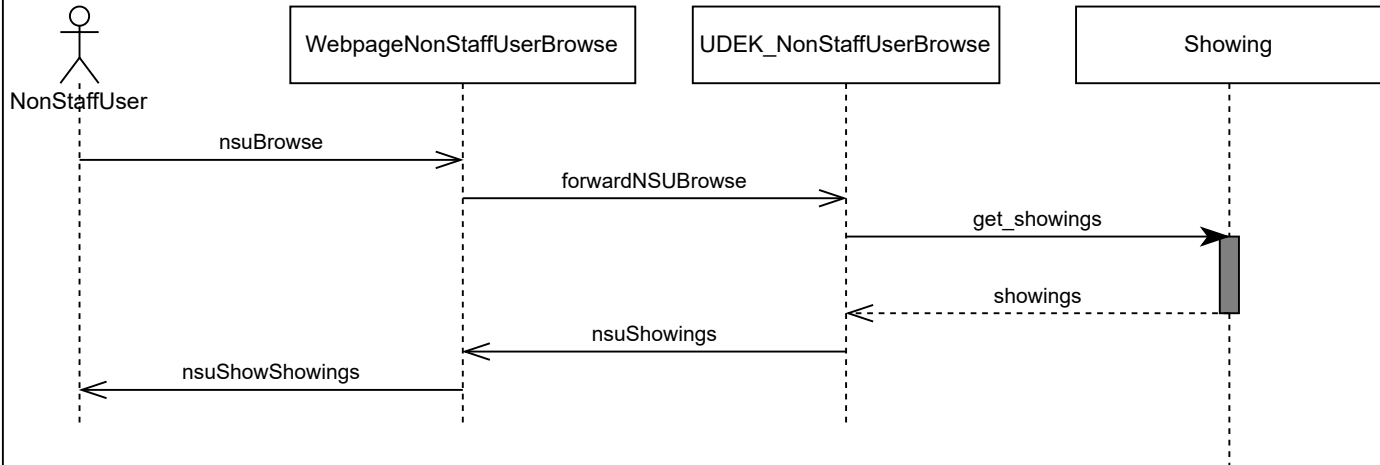 WebpageNonStaffUserBrowse
UDEK_NonStaffUserBrowse
Showing
NonStaffUser
nsuBrowse
forwardNSUBrowse
get_showings
showings
nsuShowings
nsuShowShowings